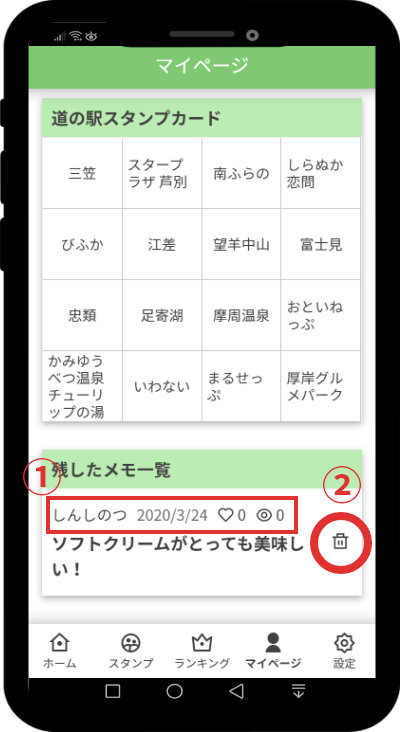 マイページ
道の駅スタンプカード
三笠
スタープ
ラザ 芦別
南ふらの
しらぬか
恋問
びふか
江差
望羊中山
富士見
忠類
足寄湖
摩周温泉
おといね
っぷ
かみゆう
べつ温泉
チューリ
ップの湯
いわない
まるせっ
ぷ
厚岸グル
メパーク
①
残したメモ一覧
②
しんしのつ 2020/3/24 0 0
ソフトクリームがとっても美味し
い！
ホーム
スタンプ
ランキング
マイページ
設定